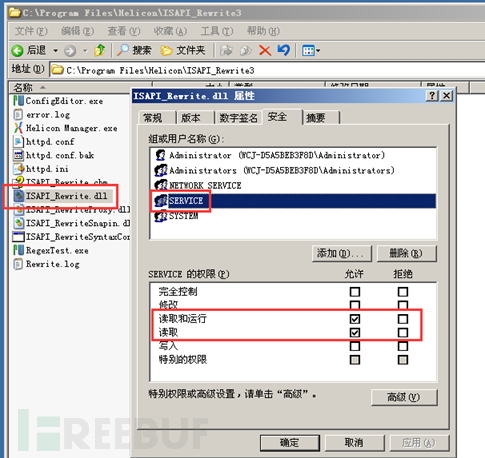 C:\Program Files\Helicon\ISAPI_Rewrite3
文件(F) 编辑(E) 查看(V) 收藏(A) 工具(T) 帮助(H)
后退 搜索 文件夹
地址(D) C:\Program Files\Helicon\ISAPI_Rewrite3
名称
ConfigEditor.exe
error.log
Helicon Manager.exe
httpd.conf
httpd.conf.bak
httpd.ini
ISAPI_Rewrite.chm
ISAPI_Rewrite.dll
ISAPI_RewriteProxy.dll
ISAPI_RewriteSnapin.d
ISAPI_RewriteSyntaxCo
RegexTest.exe
Rewrite.log
ISAPI_Rewrite.dll 属性
常规 版本 数字签名 安全 摘要
组或用户名称(G):
Administrator (WCJ-D5A5BEB3F8D\Administrator)
Administrators (WCJ-D5A5BEB3F8D\Administrators)
NETWORK SERVICE
SERVICE
SYSTEM
添加(D)... 删除(R)
SERVICE 的权限(P) 允许 拒绝
完全控制
修改
读取和运行
读取
写入
特别的权限
特别权限或高级设置，请单击“高级”。
高级(V)
确定 取消 应用(A)
FREEBUF